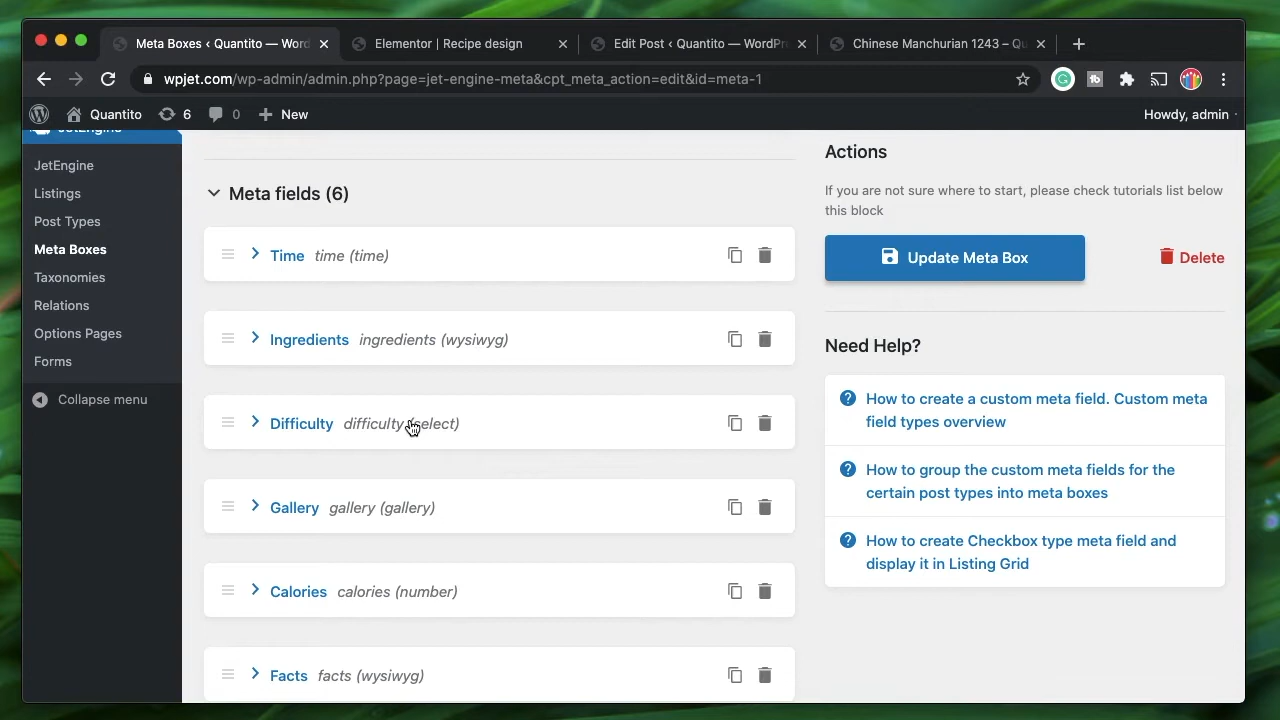 Meta Boxes ‹ Quantito — Word
Elementor | Recipe design
Edit Post ‹ Quantito — WordPr
Chinese Manchurian 1243 – Qu
wpjet.com/wp-admin/admin.php?page=jet-engine-meta&cpt_meta_action=edit&id=meta-1
Quantito
6
0
New
Howdy, admin
JetEngine
JetEngine
Listings
Post Types
Meta Boxes
Taxonomies
Relations
Options Pages
Forms
Collapse menu
Meta fields (6)
Time time (time)
Ingredients ingredients (wysiwyg)
Difficulty difficulty (select)
Gallery gallery (gallery)
Calories calories (number)
Facts facts (wysiwyg)
Actions
If you are not sure where to start, please check tutorials list below
this block
Update Meta Box
Delete
Need Help?
How to create a custom meta field. Custom meta
field types overview
How to group the custom meta fields for the
certain post types into meta boxes
How to create Checkbox type meta field and
display it in Listing Grid